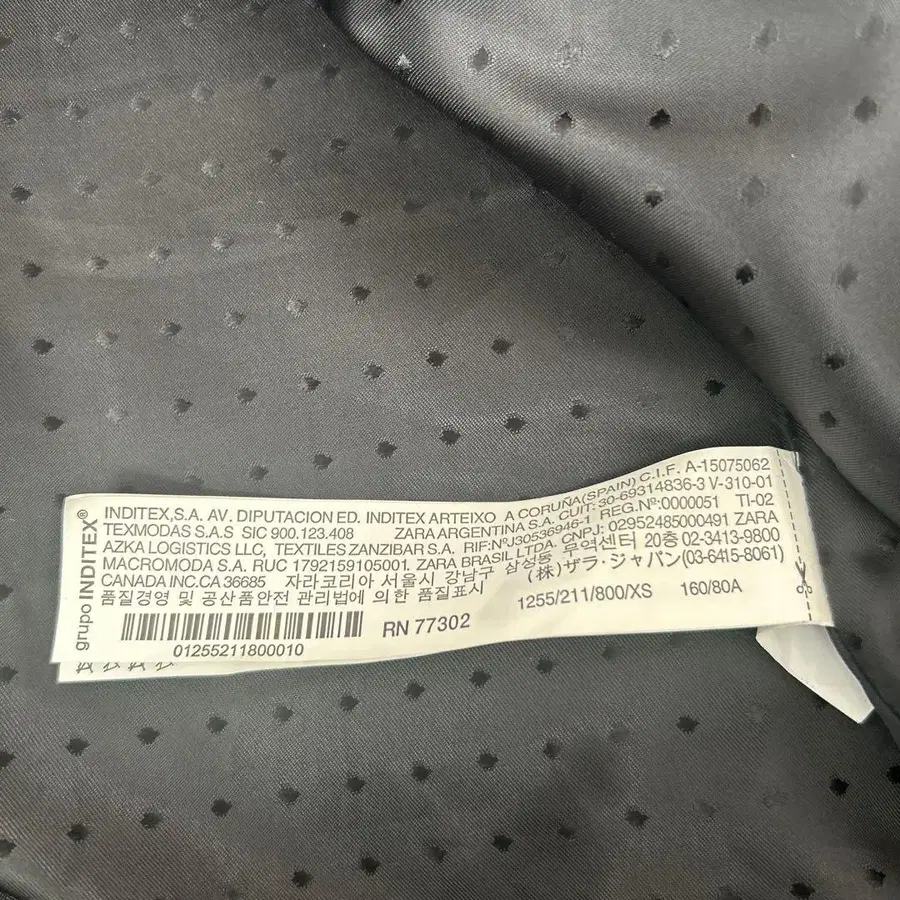 grupo INDITEX®
INDITEX,S.A. AV. DIPUTACION ED. INDITEX ARTEIXO A CORUÑA(SPAIN) C.I.F. A-15075062
TEXMODAS S.A.S SIC 900.123.408 ZARA ARGENTINA S.A. CUIT: 30-69314836-3 V-310-01
AZKA LOGISTICS LLC, TEXTILES ZANZIBAR S.A. RIF:NºJ30536946-1 REG.Nº:0000051 TI-02
MACROMODA S.A. RUC 1792159105001. ZARA BRASIL LTDA. CNPJ: 02952485000491 ZARA
CANADA INC.CA 36685 자라코리아 서울시 강남구 삼성동 무역센터 20층 02-3413-9800
품질경영 및 공산품안전 관리법에 의한 품질표시 (株)ザラ・ジャパン(03-6415-8061)
RN 77302 1255/211/800/XS 160/80A
01255211800010